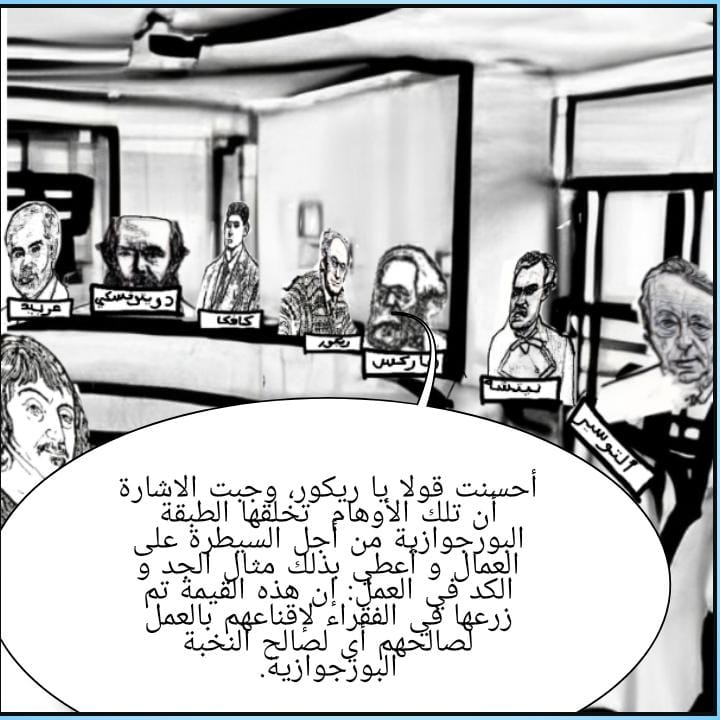 فرييد
دويتويسكي
كافكا
ريكور
ماركس
نيتشه
ألتوسير
أحسنت قولا يا ريكور، وجبت الاشارة
أن تلك الأوهام تخلقها الطبقة
البورجوازية من أجل السيطرة على
العمال و أعطي بذلك مثال الجد و
الكد في العمل: إن هذه القيمة تم
زرعها في الفقراء لإقناعهم بالعمل
لصالحهم أي لصالح النخبة
البورجوازية.